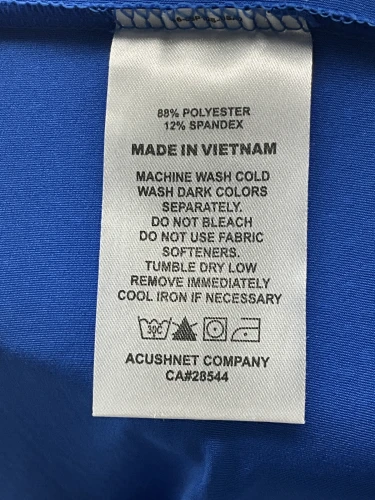 88% POLYESTER
12% SPANDEX
MADE IN VIETNAM
MACHINE WASH COLD
WASH DARK COLORS
SEPARATELY.
DO NOT BLEACH
DO NOT USE FABRIC
SOFTENERS.
TUMBLE DRY LOW
REMOVE IMMEDIATELY
COOL IRON IF NECESSARY
30C
ACUSHNET COMPANY
CA#28544